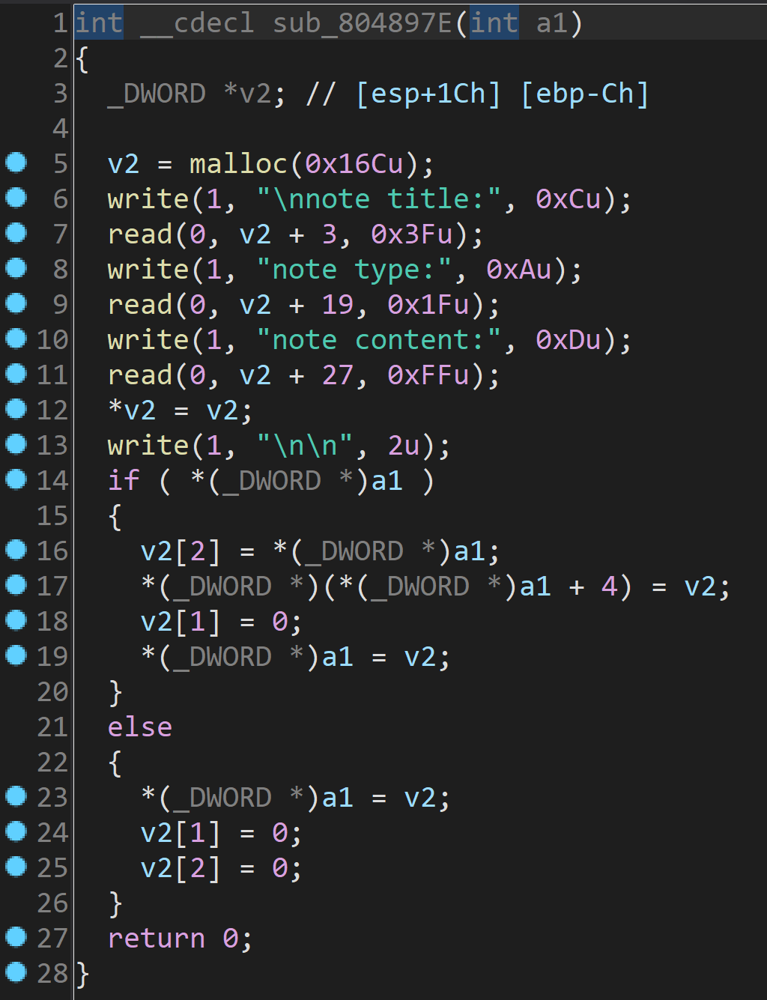 1 int __cdecl sub_804897E(int a1)
2 {
3   _DWORD *v2; // [esp+1Ch] [ebp-Ch]
4
5   v2 = malloc(0x16Cu);
6   write(1, "\nnote title:", 0xCu);
7   read(0, v2 + 3, 0x3Fu);
8   write(1, "note type:", 0xAu);
9   read(0, v2 + 19, 0x1Fu);
10   write(1, "note content:", 0xDu);
11   read(0, v2 + 27, 0xFFu);
12   *v2 = v2;
13   write(1, "\n\n", 2u);
14   if ( *(_DWORD *)a1 )
15   {
16     v2[2] = *(_DWORD *)a1;
17     *(_DWORD *)(*(_DWORD *)a1 + 4) = v2;
18     v2[1] = 0;
19     *(_DWORD *)a1 = v2;
20   }
21   else
22   {
23     *(_DWORD *)a1 = v2;
24     v2[1] = 0;
25     v2[2] = 0;
26   }
27   return 0;
28 }